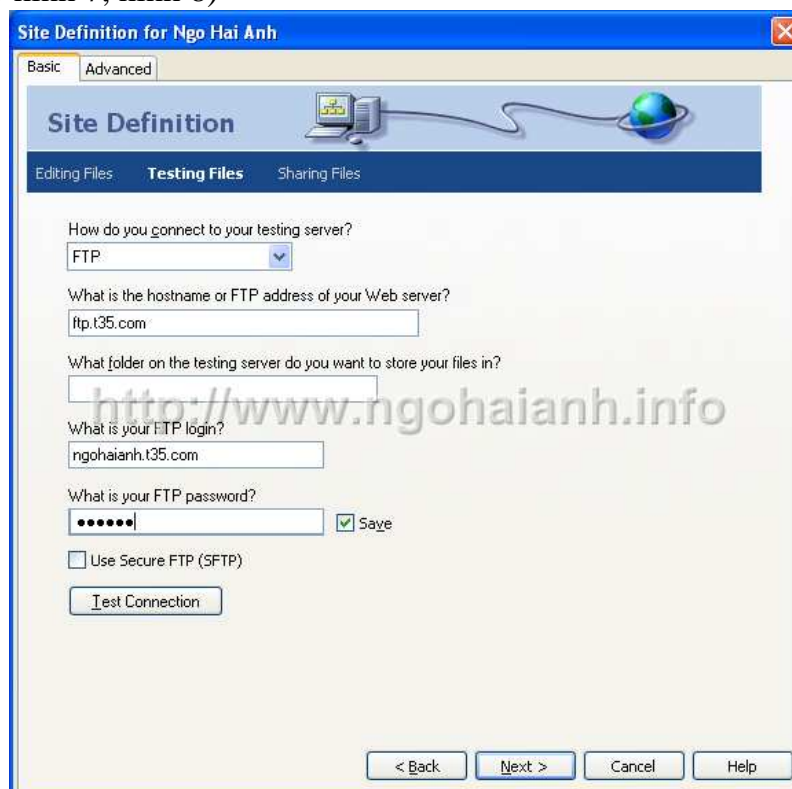 Site Definition for Ngo Hai Anh
Basic Advanced
Site Definition
Editing Files Testing Files Sharing Files
How do you connect to your testing server?
FTP
What is the hostname or FTP address of your Web server?
ftp.t35.com
What folder on the testing server do you want to store your files in?
http://www.ngohaianh.info
What is your FTP login?
ngohaianh.t35.com
What is your FTP password?
●●●●●●
Save
Use Secure FTP (SFTP)
Test Connection
< Back Next > Cancel Help